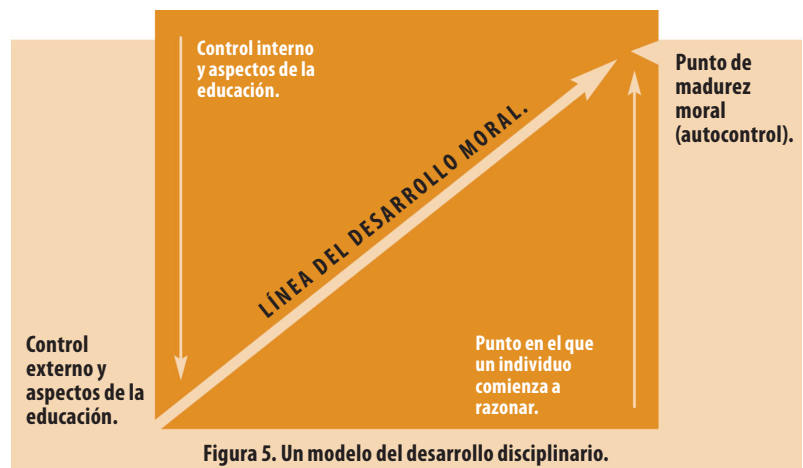 Control interno
y aspectos de la
educación.
Punto de
madurez
moral
(autocontrol).
LÍNEA DEL DESARROLLO MORAL.
Control
externo y
aspectos de la
educación.
Punto en el que
un individuo
comienza a
razonar.
Figura 5. Un modelo del desarrollo disciplinario.